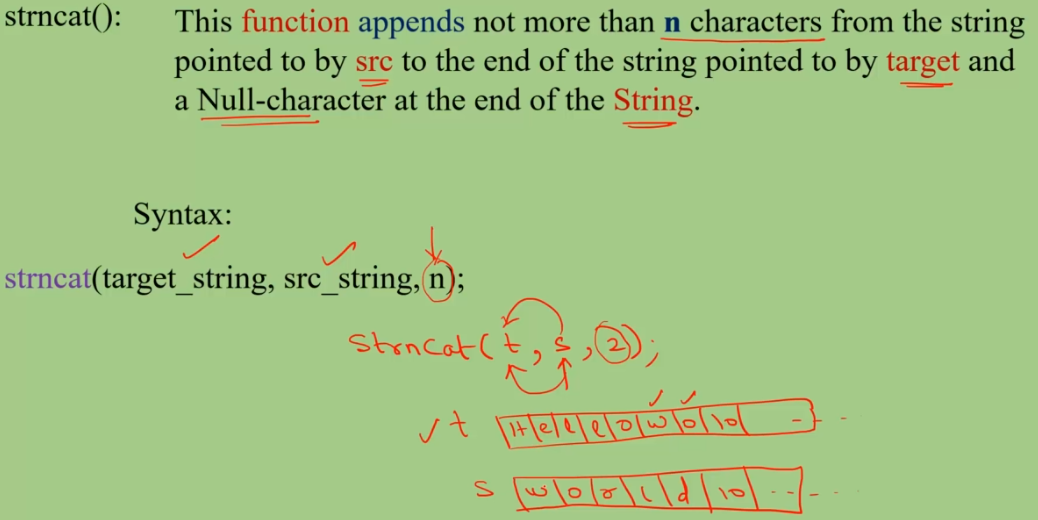 strncat(): This function appends not more than n characters from the string
pointed to by src to the end of the string pointed to by target and
a Null-character at the end of the String.
Syntax:
strncat(target_string, src_string, n);
strncat( t, s, 2);
t H e l l o w o \0 - - -
s w o r l d \0 - - - - -